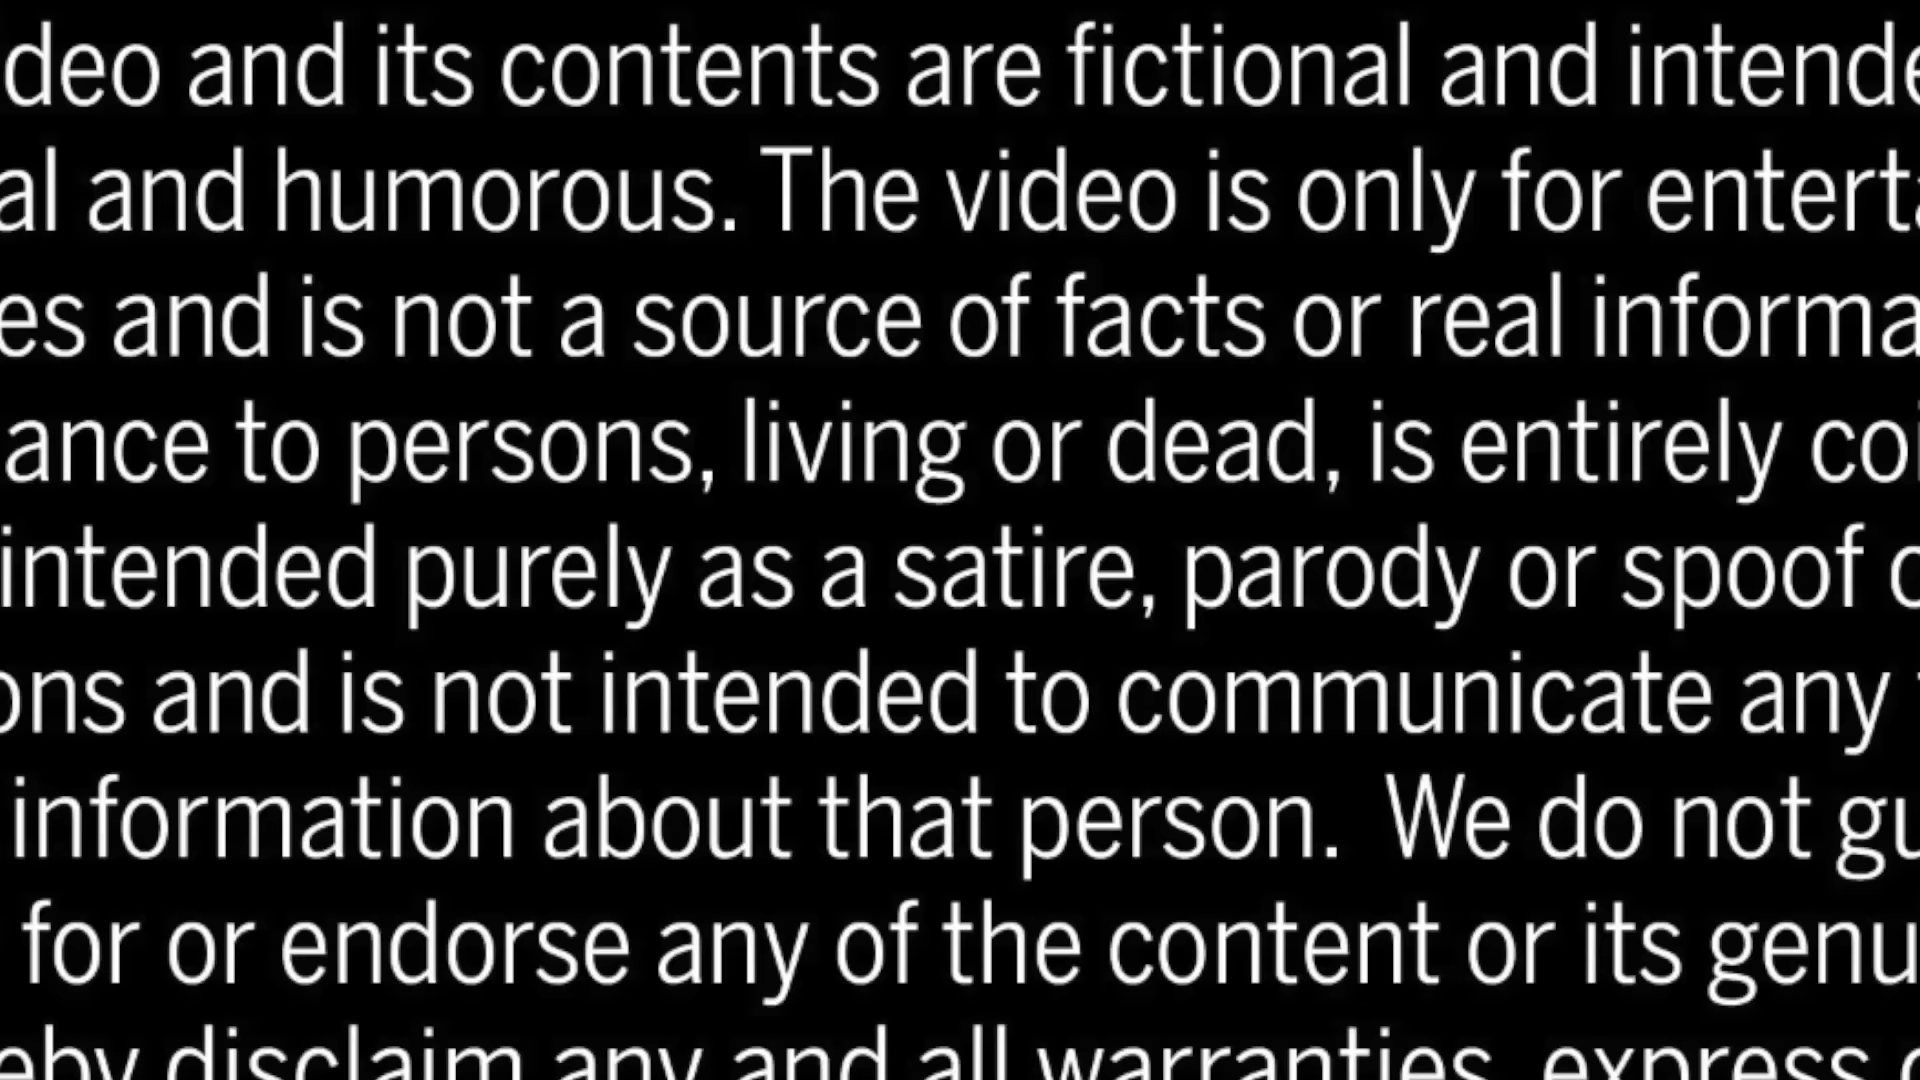 deo and its contents are fictional and intende
al and humorous. The video is only for enterta
es and is not a source of facts or real informa
ance to persons, living or dead, is entirely coi
intended purely as a satire, parody or spoof o
ons and is not intended to communicate any
information about that person. We do not gu
for or endorse any of the content or its genu
eby disclaim any and all warranties, express o